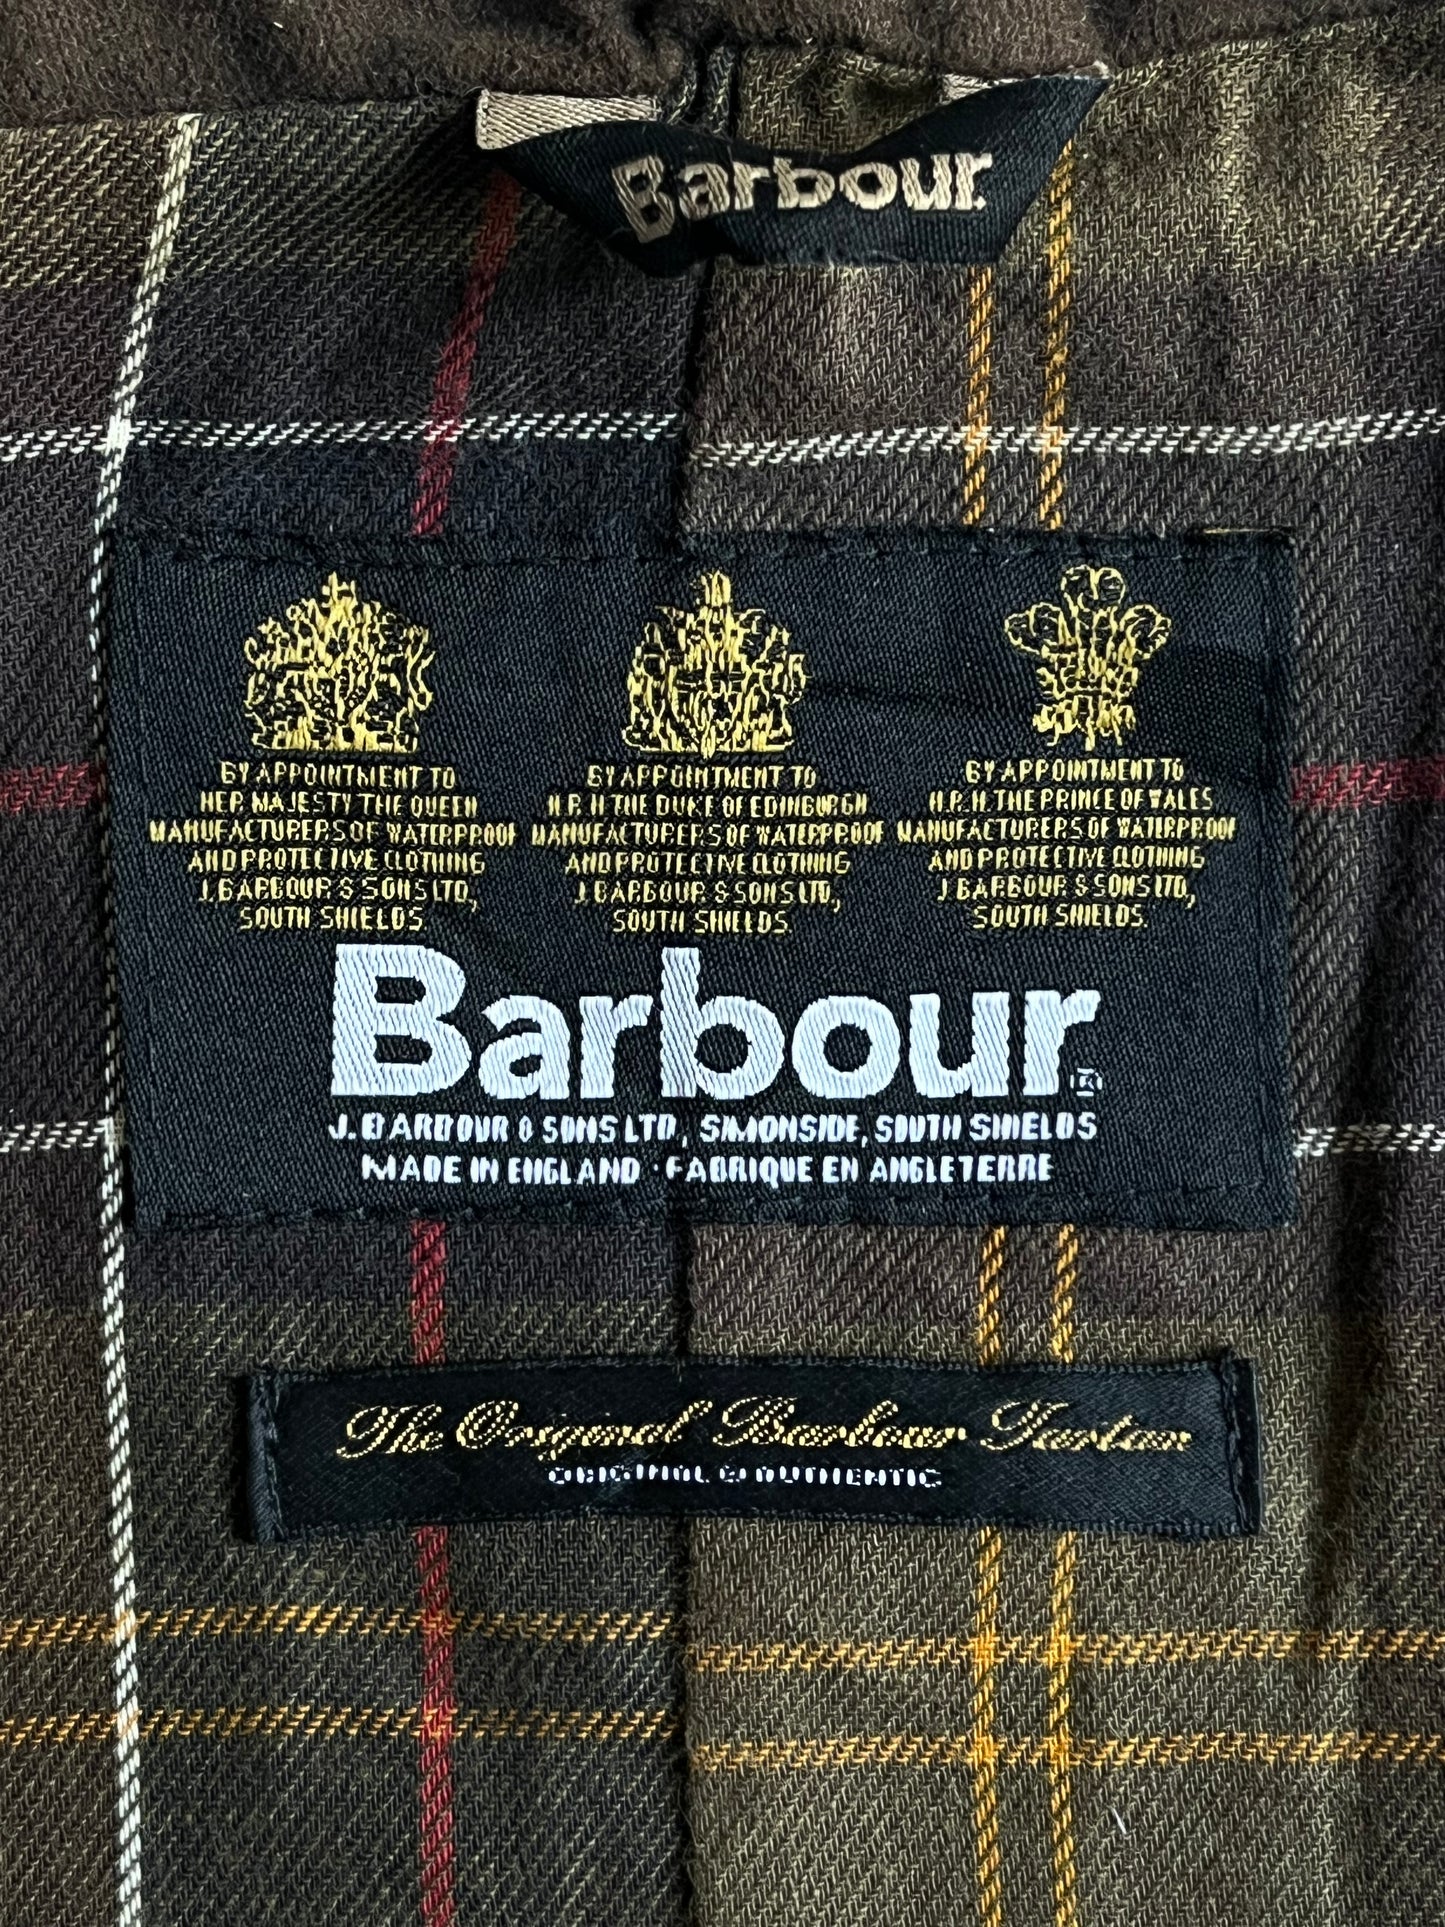 Barbour
BY APPOINTMENT TO
HER MAJESTY THE QUEEN
MANUFACTURERS OF WATERPROOF
AND PROTECTIVE CLOTHING
J. BARBOUR & SONS LTD,
SOUTH SHIELDS.
BY APPOINTMENT TO
H.R.H THE DUKE OF EDINBURGH
MANUFACTURERS OF WATERPROOF
AND PROTECTIVE CLOTHING
J. BARBOUR & SONS LTD,
SOUTH SHIELDS.
BY APPOINTMENT TO
H.R.H. THE PRINCE OF WALES
MANUFACTURERS OF WATERPROOF
AND PROTECTIVE CLOTHING
J. BARBOUR & SONS LTD,
SOUTH SHIELDS.
Barbour®
J. BARBOUR & SONS LTD, SIMONSIDE, SOUTH SHIELDS
MADE IN ENGLAND · FABRIQUE EN ANGLETERRE
The Original Barbour Tartan
ORIGINAL & AUTHENTIC